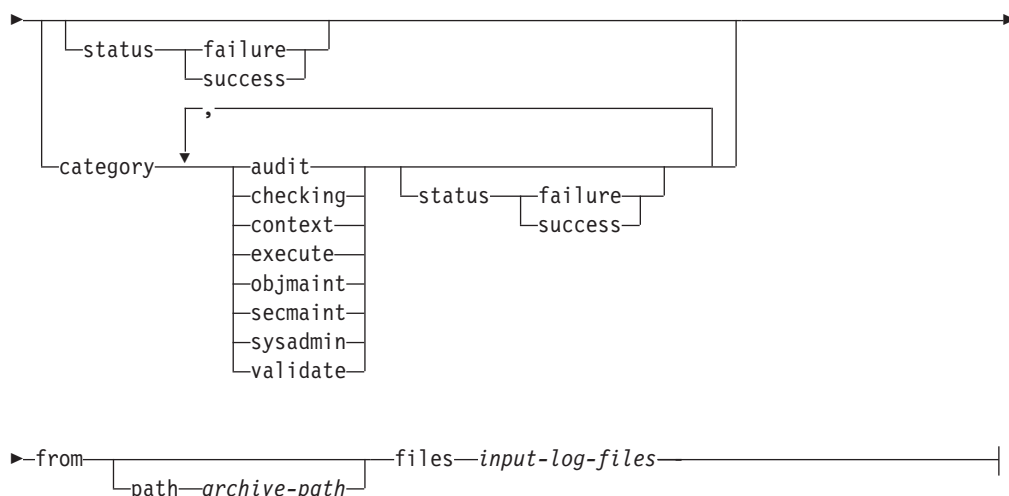 status failure
success
,
category audit
checking status failure
context success
execute
objmaint
secmaint
sysadmin
validate
from files input-log-files
path archive-path